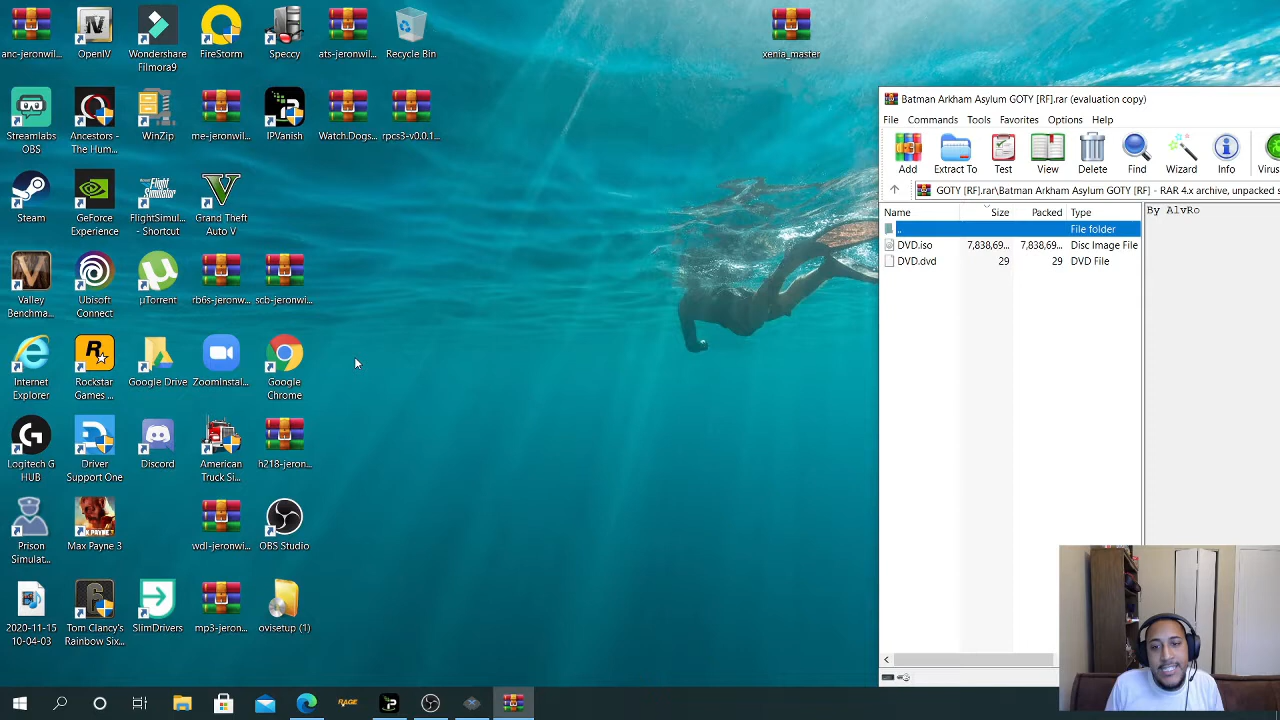 anc-jeronwil...
OpenIV
Wondershare
Filmora9
FireStorm
Speccy
ats-jeronwil...
Recycle Bin
xenia_master
Streamlabs
OBS
Ancestors -
The Hum...
WinZip
me-jeronwil...
IPVanish
Watch.Dogs...
rpcs3-v0.0.1...
Steam
GeForce
Experience
FlightSimul...
- Shortcut
Grand Theft
Auto V
Valley
Benchma...
Ubisoft
Connect
µTorrent
rb6s-jeronw...
scb-jeronwi...
Internet
Explorer
Rockstar
Games ...
Google Drive
ZoomInstal...
Google
Chrome
Logitech G
HUB
Driver
Support One
Discord
American
Truck Si...
h218-jeron...
Prison
Simulat...
Max Payne 3
wdl-jeronwi...
OBS Studio
2020-11-15
10-04-03
Tom Clancy's
Rainbow Six...
SlimDrivers
mp3-jeron...
ovisetup (1)
Batman Arkham Asylum GOTY [RF].rar (evaluation copy)
File Commands Tools Favorites Options Help
Add Extract To Test View Delete Find Wizard Info Virus
GOTY [RF].rar\Batman Arkham Asylum GOTY [RF] - RAR 4.x archive, unpacked s
Name Size Packed Type
.. File folder
DVD.iso 7,838,69... 7,838,69... Disc Image File
DVD.dvd 29 29 DVD File
By AlvRo
RAGE